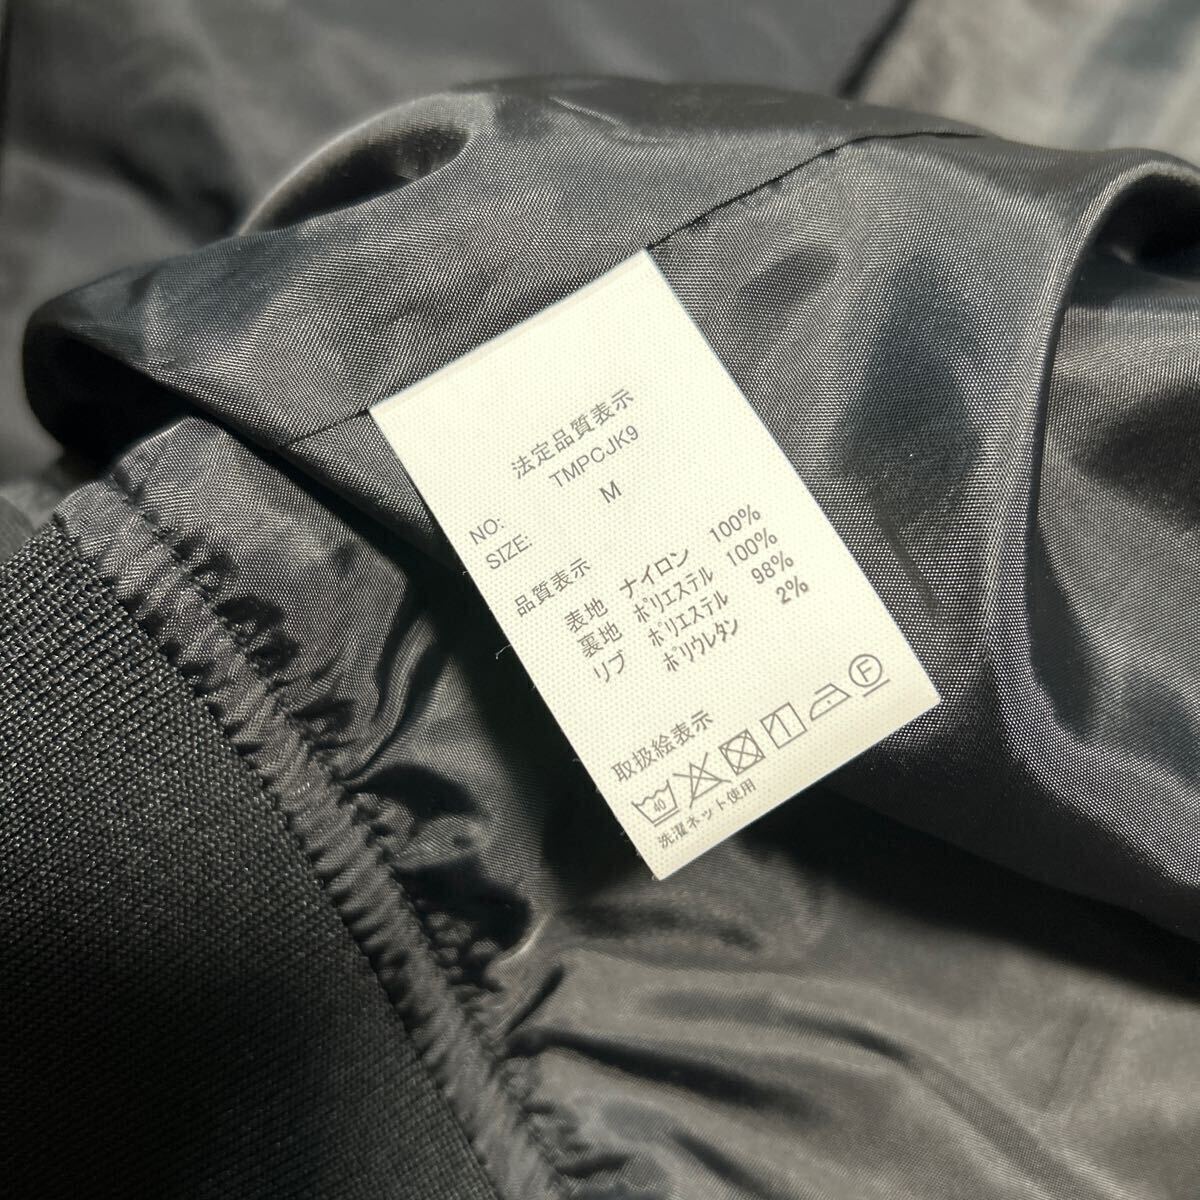 法定品質表示
NO: TMPCJK9
SIZE: M
品質表示
表地 ナイロン 100%
裏地 ポリエステル 100%
リブ ポリエステル 98%
ポリウレタン 2%
取扱絵表示
40 F
洗濯ネット使用